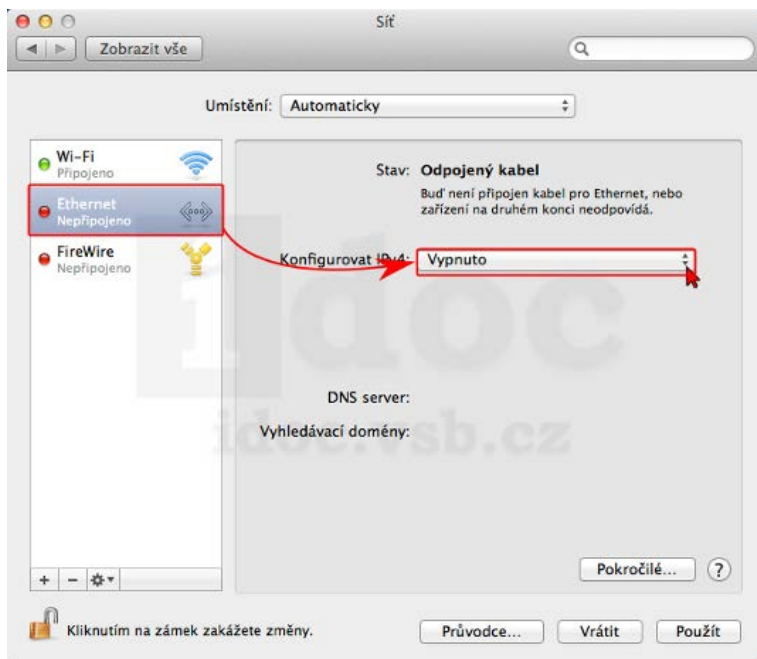 Síť
Zobrazit vše
Umístění: Automaticky
Wi-Fi
Připojeno
Ethernet
Nepřipojeno
FireWire
Nepřipojeno
Stav: Odpojený kabel
Buď není připojen kabel pro Ethernet, nebo
zařízení na druhém konci neodpovídá.
Konfigurovat IPv4: Vypnuto
DNS server:
Vyhledávací domény:
idoc
idoc.vsb.cz
Pokročilé... ?
Kliknutím na zámek zakážete změny.
Průvodce... Vrátit Použít